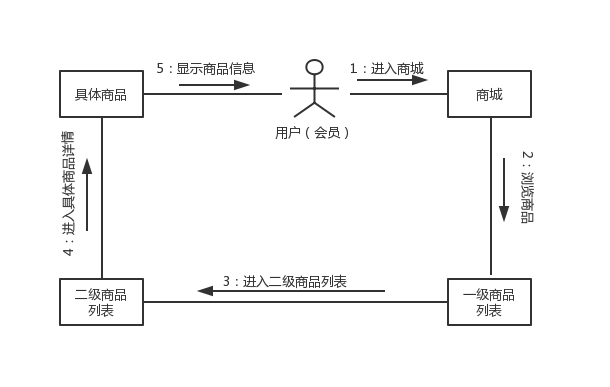 5：显示商品信息
1：进入商城
具体商品
商城
用户（会员）
4：进入具体商品详情
2：浏览商品
3：进入二级商品列表
二级商品
列表
一级商品
列表